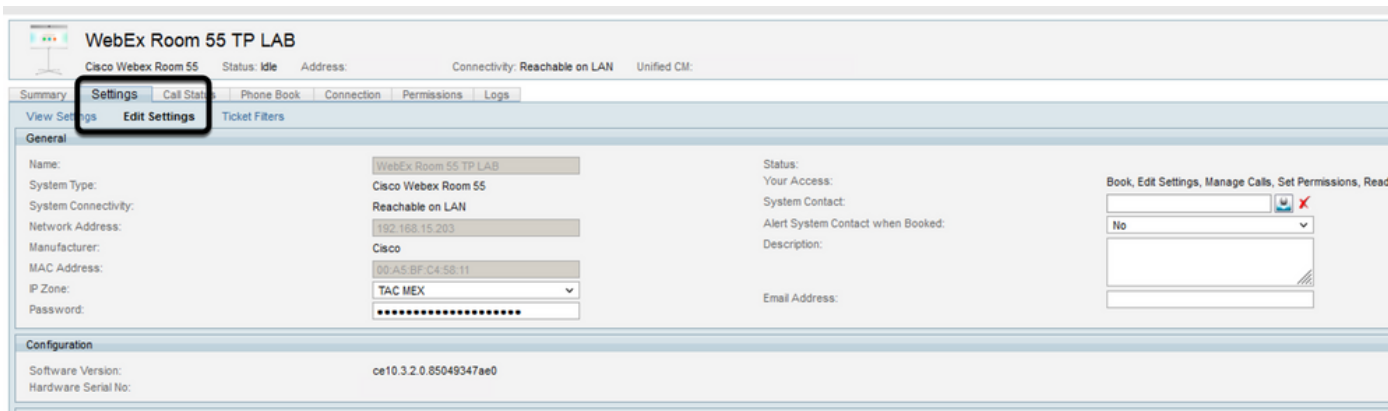 WebEx Room 55 TP LAB
Cisco Webex Room 55 Status: Idle Address: Connectivity: Reachable on LAN Unified CM:
Summary Settings Call Status Phone Book Connection Permissions Logs
View Settings Edit Settings Ticket Filters
General
Name: WebEx Room 55 TP LAB Status:
System Type: Cisco Webex Room 55 Your Access: Book, Edit Settings, Manage Calls, Set Permissions, Read
System Connectivity: Reachable on LAN System Contact:
Network Address: 192.168.15.203 Alert System Contact when Booked: No
Manufacturer: Cisco Description:
MAC Address: 00:A5:BF:C4:58:11
IP Zone: TAC MEX Email Address:
Password: ••••••••••••••••••••
Configuration
Software Version: ce10.3.2.0.85049347ae0
Hardware Serial No: